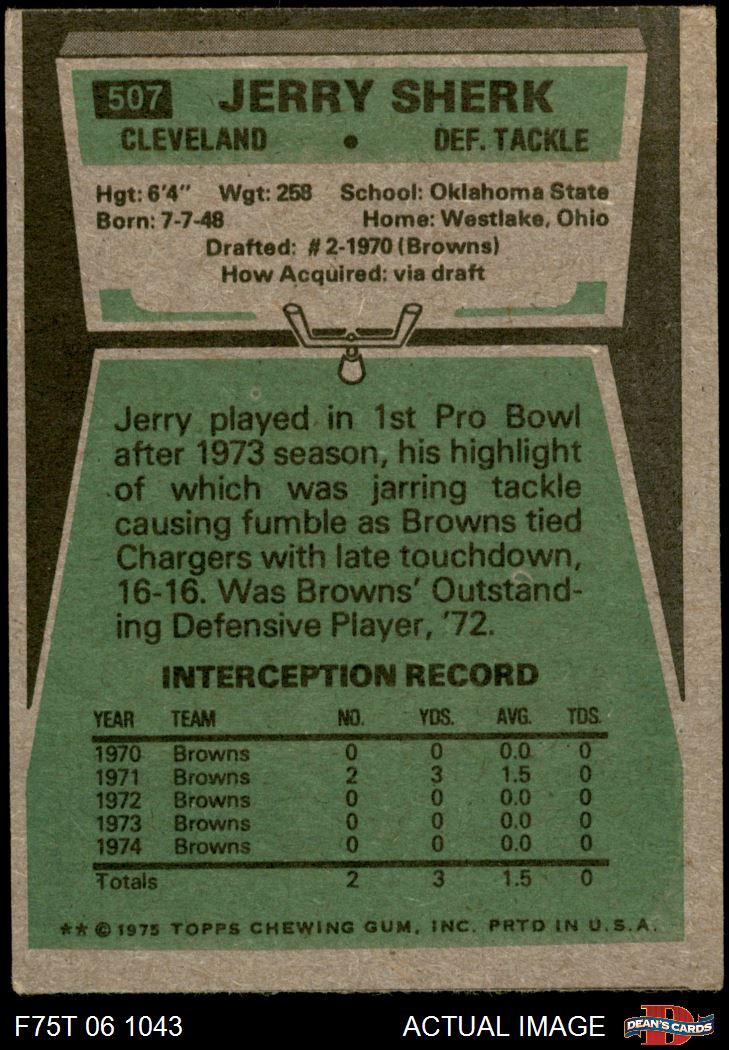 507 JERRY SHERK
CLEVELAND • DEF. TACKLE
Hgt: 6'4" Wgt: 258 School: Oklahoma State
Born: 7-7-48 Home: Westlake, Ohio
Drafted: #2-1970 (Browns)
How Acquired: via draft
Jerry played in 1st Pro Bowl
after 1973 season, his highlight
of which was jarring tackle
causing fumble as Browns tied
Chargers with late touchdown,
16-16. Was Browns' Outstand-
ing Defensive Player, '72.
INTERCEPTION RECORD
YEAR TEAM NO. YDS. AVG. TDS.
1970 Browns 0 0 0.0 0
1971 Browns 2 3 1.5 0
1972 Browns 0 0 0.0 0
1973 Browns 0 0 0.0 0
1974 Browns 0 0 0.0 0
Totals 2 3 1.5 0
** © 1975 TOPPS CHEWING GUM, INC. PRTD IN U.S.A.
F75T 06 1043 ACTUAL IMAGE D DEAN'S CARDS